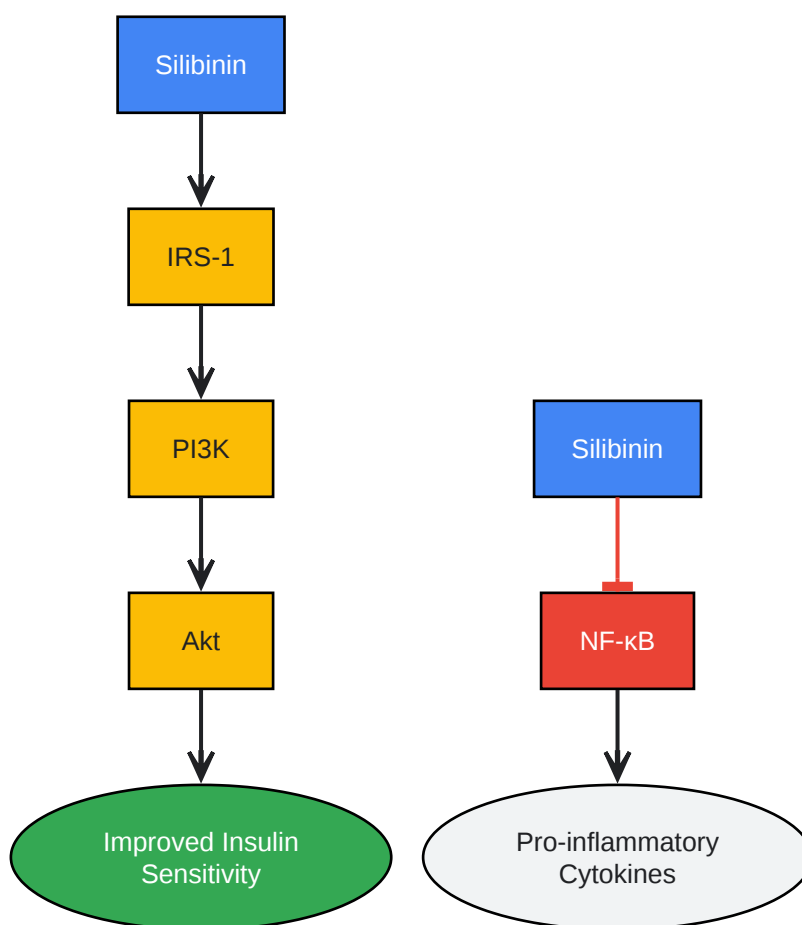 Silibinin
IRS-1
PI3K
Akt
Improved Insulin
Sensitivity
Silibinin
NF-κB
Pro-inflammatory
Cytokines